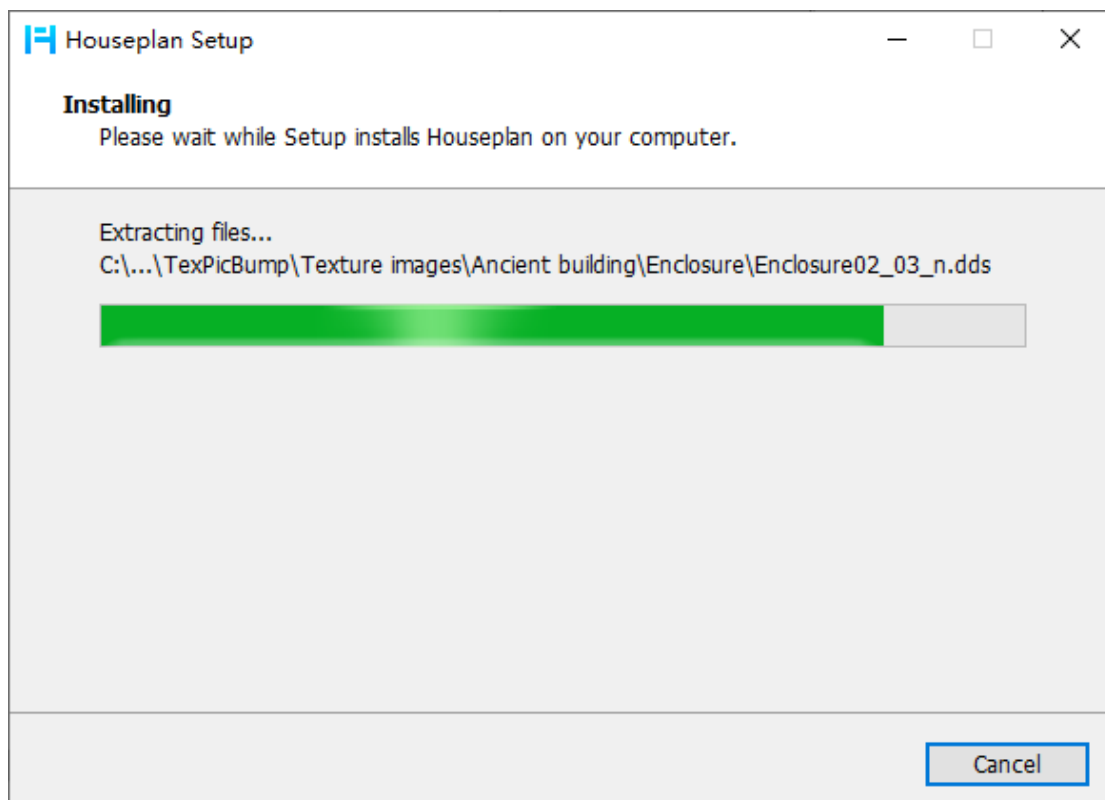 Houseplan Setup
Installing
Please wait while Setup installs Houseplan on your computer.
Extracting files...
C:\...\TexPicBump\Texture images\Ancient building\Enclosure\Enclosure02_03_n.dds
Cancel